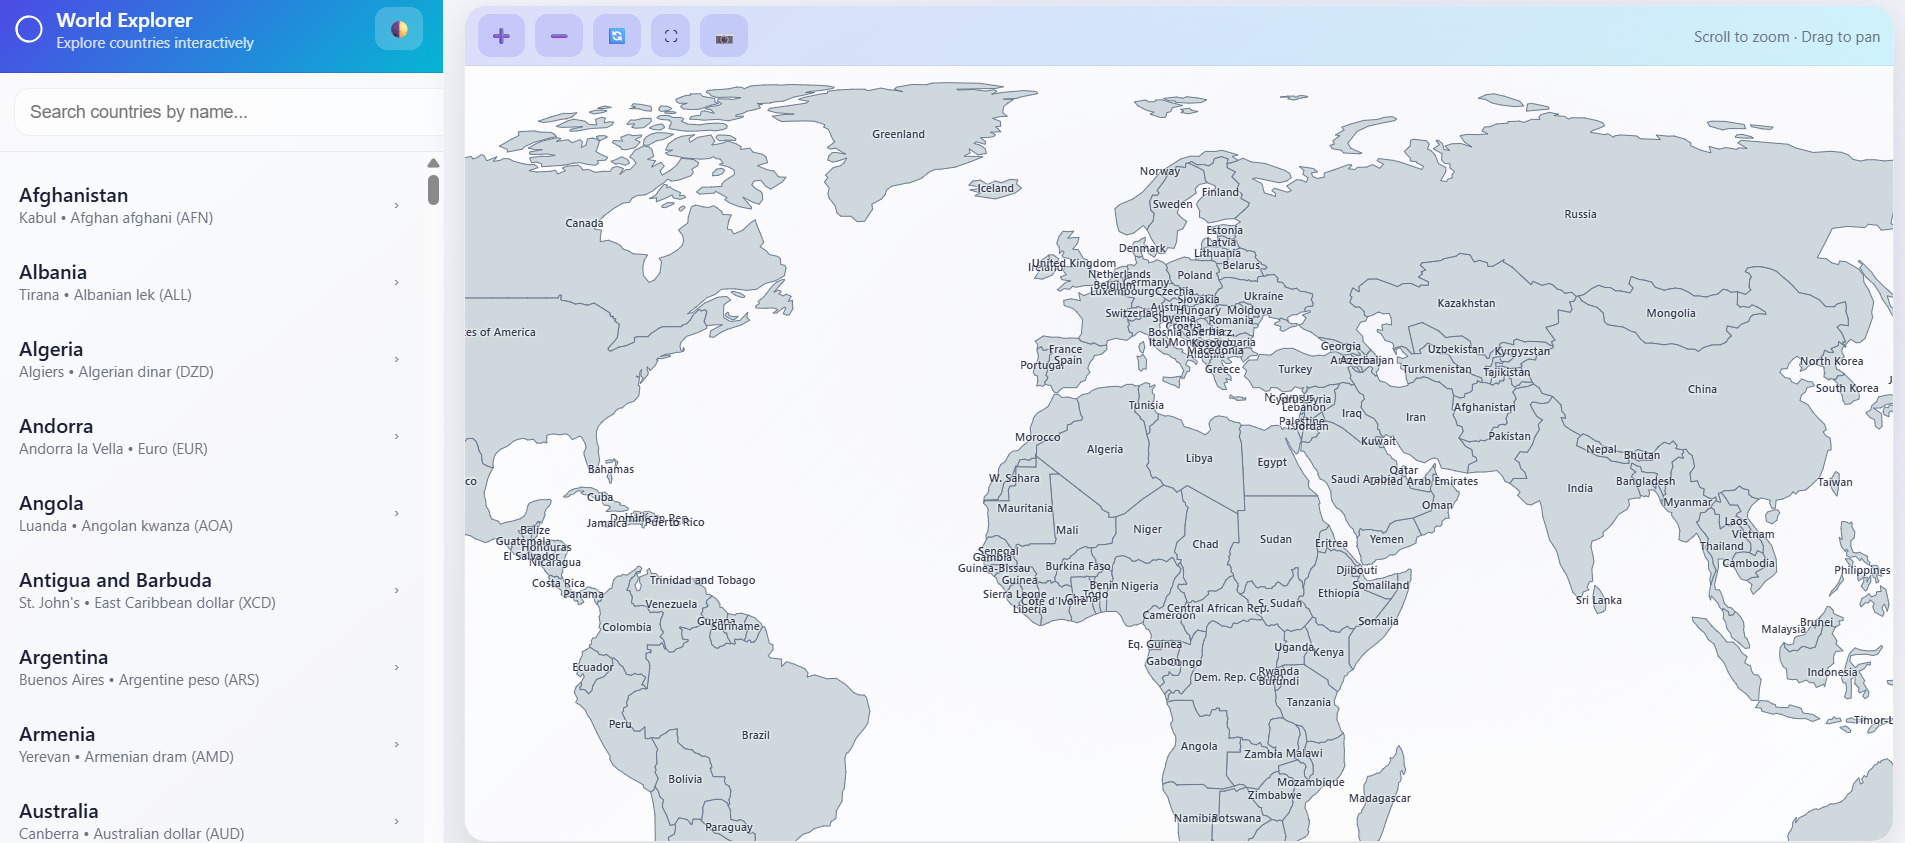 World Explorer
Explore countries interactively
Scroll to zoom · Drag to pan
Search countries by name...
Afghanistan
Kabul • Afghan afghani (AFN)
Albania
Tirana • Albanian lek (ALL)
Algeria
Algiers • Algerian dinar (DZD)
Andorra
Andorra la Vella • Euro (EUR)
Angola
Luanda • Angolan kwanza (AOA)
Antigua and Barbuda
St. John's • East Caribbean dollar (XCD)
Argentina
Buenos Aires • Argentine peso (ARS)
Armenia
Yerevan • Armenian dram (AMD)
Australia
Canberra • Australian dollar (AUD)
Greenland
Iceland
Norway
Finland
Sweden
Russia
Canada
Estonia
Latvia
Lithuania
Denmark
Belarus
United Kingdom
Ireland
Netherlands
Poland
Belgium
Germany
Luxembourg
Czechia
Slovakia
Ukraine
Kazakhstan
Mongolia
Austria
Hungary
Moldova
Switzerland
Slovenia
Romania
Croatia
Serbia
es of America
Italy
Kosovo
Macedonia
Albania
France
Spain
Portugal
Greece
Turkey
Georgia
Azerbaijan
Uzbekistan
Kyrgyzstan
Turkmenistan
Tajikistan
North Korea
South Korea
China
Tunisia
Cyprus
Syria
Lebanon
Palestine
Jordan
Iraq
Iran
Afghanistan
Pakistan
Kuwait
Morocco
Algeria
Libya
Egypt
Nepal
Bhutan
Bangladesh
India
Bahamas
co
W. Sahara
Saudi Arabia
Qatar
United Arab Emirates
Oman
Taiwan
Cuba
Mauritania
Mali
Niger
Chad
Sudan
Eritrea
Yemen
Myanmar
Laos
Vietnam
Thailand
Cambodia
Philippines
Jamaica
Dominican Rep.
Puerto Rico
Belize
Guatemala
Honduras
El Salvador
Nicaragua
Costa Rica
Panama
Senegal
Gambia
Guinea-Bissau
Guinea
Sierra Leone
Liberia
Côte d'Ivoire
Burkina Faso
Ghana
Togo
Benin
Nigeria
Djibouti
Somaliland
Ethiopia
Somalia
Sri Lanka
Trinidad and Tobago
Venezuela
Guyana
Suriname
Colombia
Cameroon
Central African Rep.
S. Sudan
Eq. Guinea
Gabon
Congo
Uganda
Kenya
Rwanda
Burundi
Dem. Rep. Congo
Tanzania
Malaysia
Brunei
Indonesia
Timor-L
Ecuador
Peru
Brazil
Bolivia
Paraguay
Angola
Zambia
Malawi
Mozambique
Zimbabwe
Madagascar
Namibia
Botswana